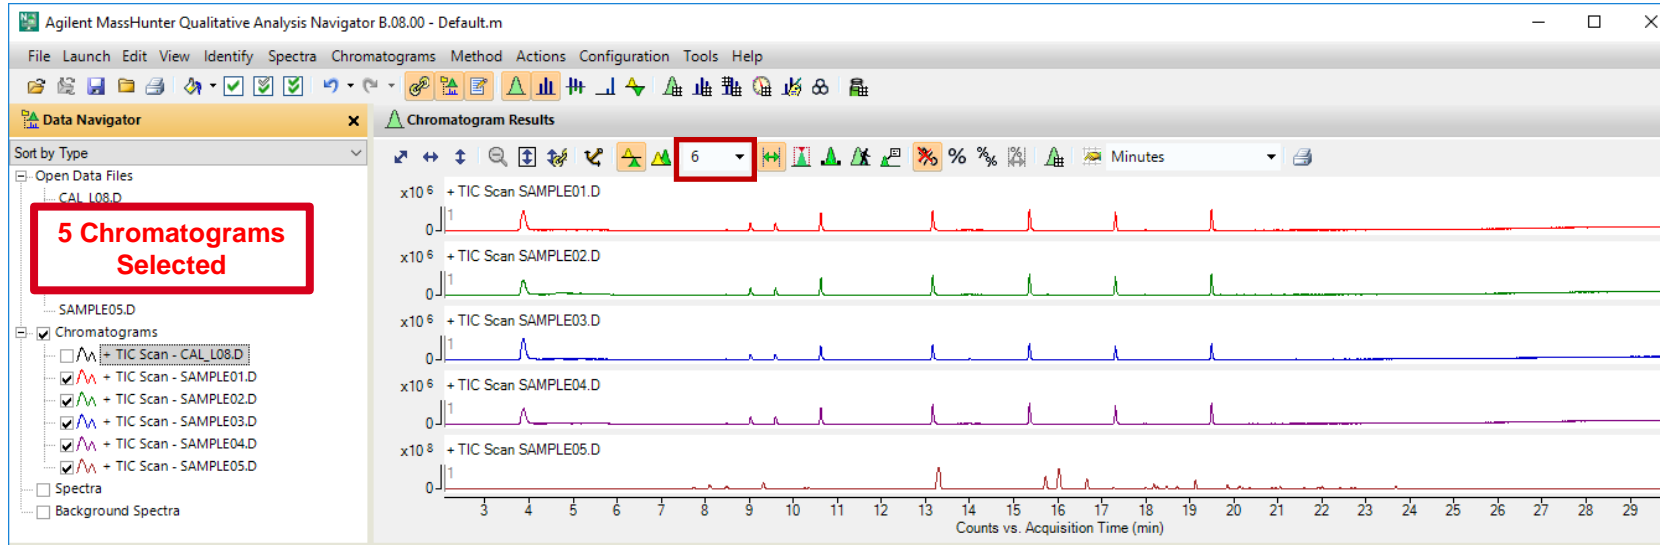 Agilent MassHunter Qualitative Analysis Navigator B.08.00 - Default.m
File Launch Edit View Identify Spectra Chromatograms Method Actions Configuration Tools Help
Data Navigator
Chromatogram Results
Sort by Type
6
Minutes
Open Data Files
CAL_L08.D
5 Chromatograms
Selected
SAMPLE05.D
Chromatograms
+ TIC Scan - CAL_L08.D
+ TIC Scan - SAMPLE01.D
+ TIC Scan - SAMPLE02.D
+ TIC Scan - SAMPLE03.D
+ TIC Scan - SAMPLE04.D
+ TIC Scan - SAMPLE05.D
Spectra
Background Spectra
x10 6 + TIC Scan SAMPLE01.D
1
0
x10 6 + TIC Scan SAMPLE02.D
1
0
x10 6 + TIC Scan SAMPLE03.D
1
0
x10 6 + TIC Scan SAMPLE04.D
1
0
x10 8 + TIC Scan SAMPLE05.D
1
0
3 4 5 6 7 8 9 10 11 12 13 14 15 16 17 18 19 20 21 22 23 24 25 26 27 28 29
Counts vs. Acquisition Time (min)